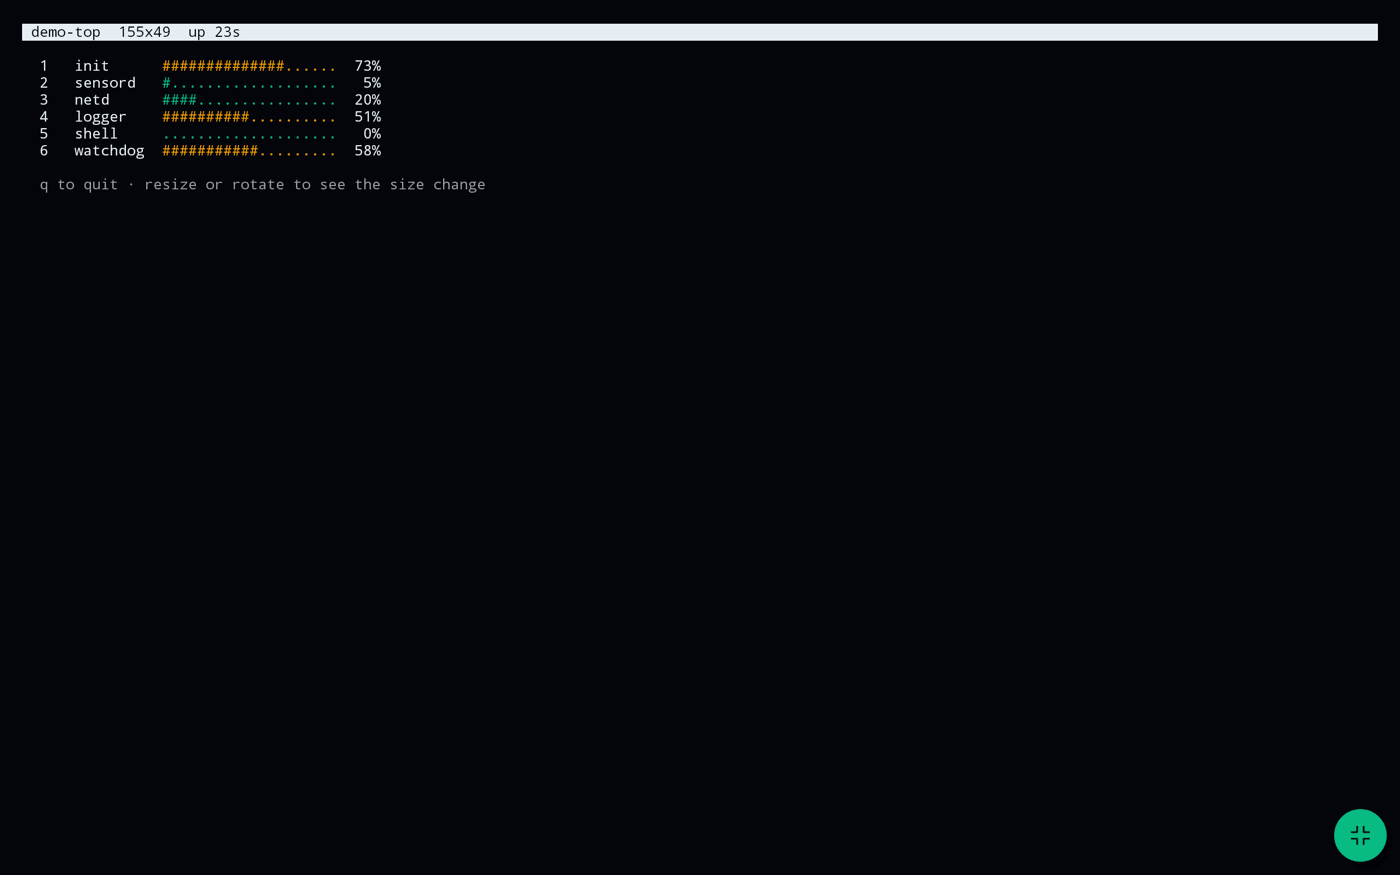 demo-top  155x49  up 23s
1   init      ##############......  73%
2   sensord   #...................   5%
3   netd      ####................  20%
4   logger    ##########..........  51%
5   shell     ....................   0%
6   watchdog  ###########.........  58%
q to quit · resize or rotate to see the size change